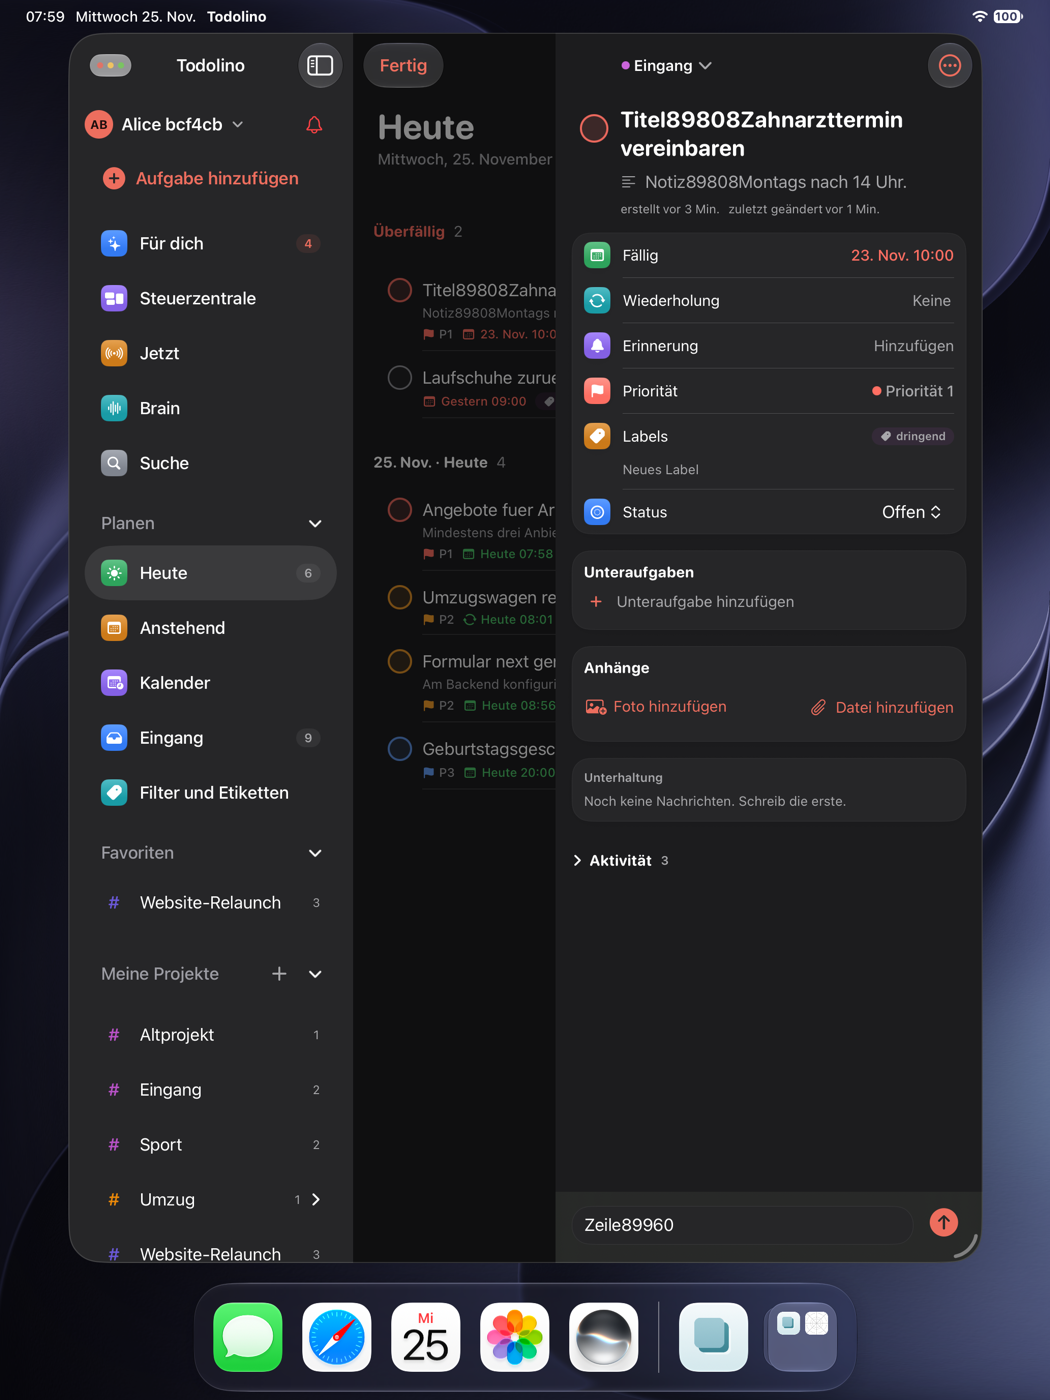 07:59 Mittwoch 25. Nov. Todolino
100
Todolino
AB Alice bcf4cb
Aufgabe hinzufügen
Für dich 4
Steuerzentrale
Jetzt
Brain
Suche
Planen
Heute 6
Anstehend
Kalender
Eingang 9
Filter und Etiketten
Favoriten
# Website-Relaunch 3
Meine Projekte
# Altprojekt 1
# Eingang 2
# Sport 2
# Umzug 1
# Website-Relaunch 3
Fertig
Heute
Mittwoch, 25. November
Überfällig 2
Titel89808Zahna
Notiz89808Montags
P1 23. Nov. 10:0
Laufschuhe zurue
Gestern 09:00
25. Nov. · Heute 4
Angebote fuer Ar
Mindestens drei Anbie
P1 Heute 07:58
Umzugswagen re
P2 Heute 08:01
Formular next ger
Am Backend konfiguri
P2 Heute 08:56
Geburtstagsgesc
P3 Heute 20:00
Eingang
Titel89808Zahnarzttermin
vereinbaren
Notiz89808Montags nach 14 Uhr.
erstellt vor 3 Min. zuletzt geändert vor 1 Min.
Fällig 23. Nov. 10:00
Wiederholung Keine
Erinnerung Hinzufügen
Priorität Priorität 1
Labels dringend
Neues Label
Status Offen
Unteraufgaben
+ Unteraufgabe hinzufügen
Anhänge
Foto hinzufügen Datei hinzufügen
Unterhaltung
Noch keine Nachrichten. Schreib die erste.
Aktivität 3
Zeile89960
Mi
25